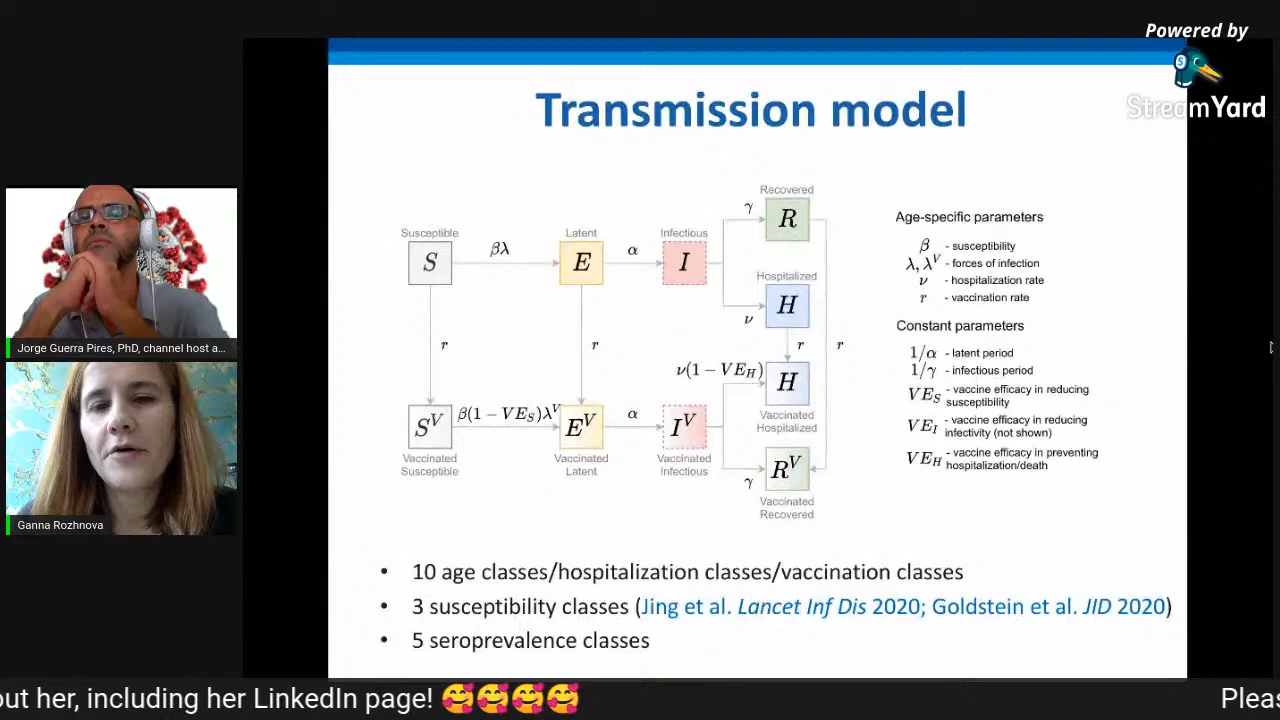 Powered by
StreamYard
Transmission model
Recovered
γ
R
Susceptible
Latent
Infectious
S
βλ
E
α
I
Hospitalized
H
ν
r
r
r
r
ν(1 − VE_H)
H
Vaccinated
Hospitalized
S^V
β(1 − VE_S)λ^V
E^V
α
I^V
Vaccinated
Susceptible
Vaccinated
Latent
Vaccinated
Infectious
γ
R^V
Vaccinated
Recovered
Age-specific parameters
β - susceptibility
λ, λ^V - forces of infection
ν - hospitalization rate
r - vaccination rate
Constant parameters
1/α - latent period
1/γ - infectious period
VE_S - vaccine efficacy in reducing
susceptibility
VE_I - vaccine efficacy in reducing
infectivity (not shown)
VE_H - vaccine efficacy in preventing
hospitalization/death
• 10 age classes/hospitalization classes/vaccination classes
• 3 susceptibility classes (Jing et al. Lancet Inf Dis 2020; Goldstein et al. JID 2020)
• 5 seroprevalence classes
Jorge Guerra Pires, PhD, channel host a...
Ganna Rozhnova
out her, including her LinkedIn page! 🥰🥰🥰🥰
Pleas